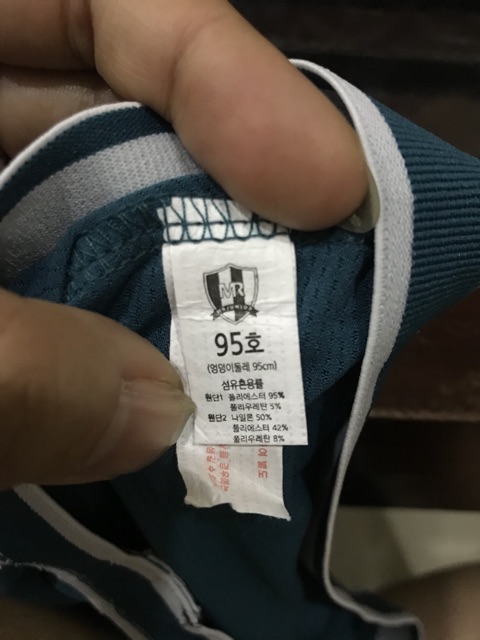 MR
JUNIOR
95호
(엉덩이둘레 95cm)
섬유혼용률
원단1 폴리에스터 95%
폴리우레탄 5%
원단2 나일론 50%
폴리에스터 42%
폴리우레탄 8%